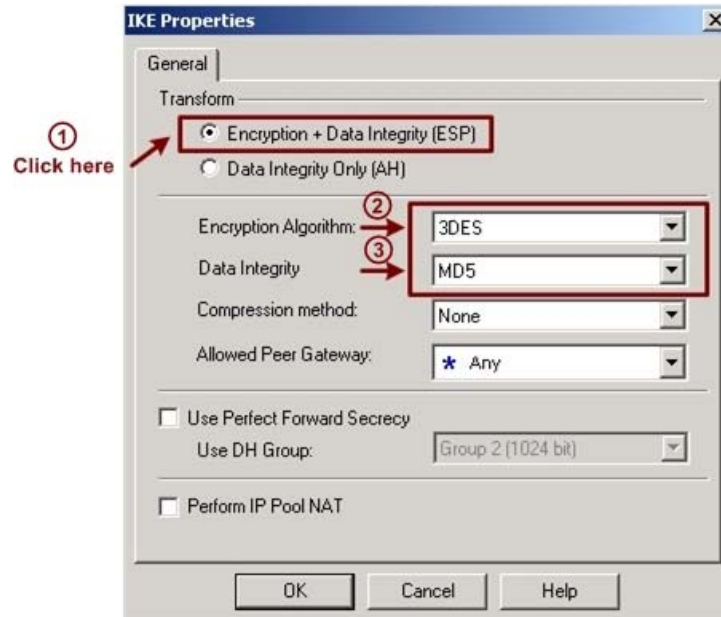 IKE Properties
General
Transform
① Click here
Encryption + Data Integrity (ESP)
Data Integrity Only (AH)
Encryption Algorithm: ② 3DES
Data Integrity ③ MD5
Compression method: None
Allowed Peer Gateway: * Any
Use Perfect Forward Secrecy
Use DH Group: Group 2 (1024 bit)
Perform IP Pool NAT
OK Cancel Help